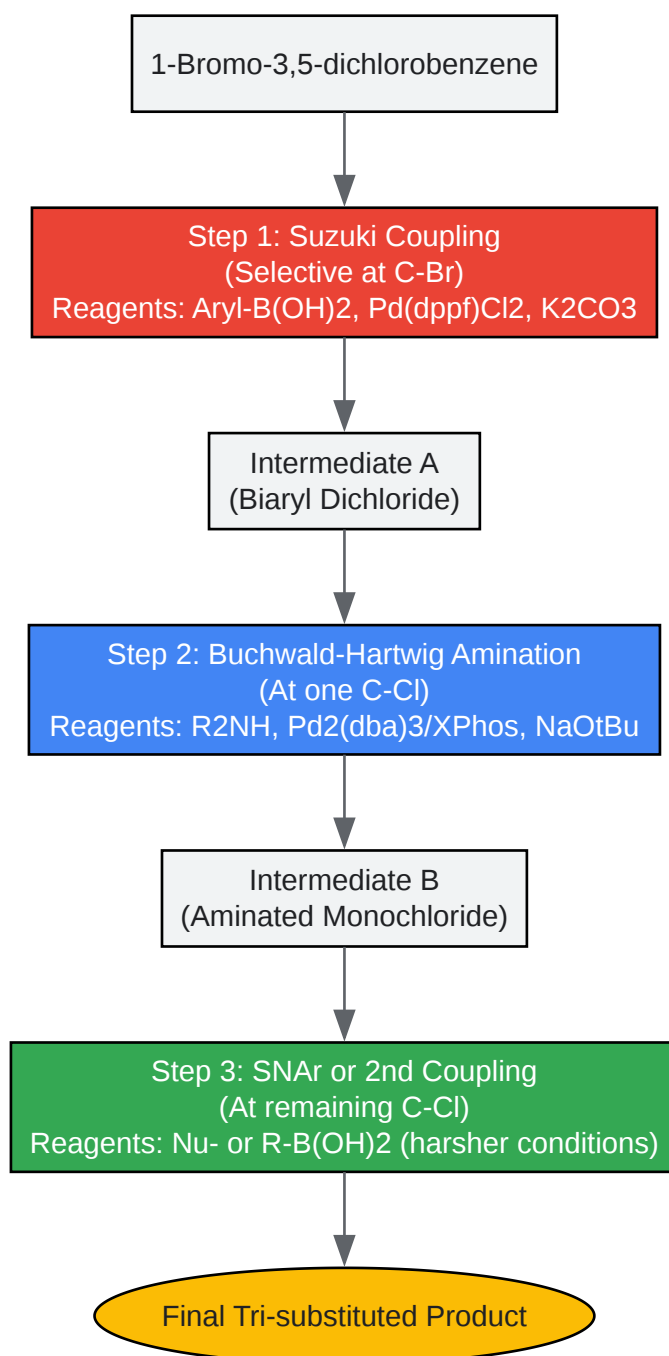 1-Bromo-3,5-dichlorobenzene
Step 1: Suzuki Coupling
(Selective at C-Br)
Reagents: Aryl-B(OH)2, Pd(dppf)Cl2, K2CO3
Intermediate A
(Biaryl Dichloride)
Step 2: Buchwald-Hartwig Amination
(At one C-Cl)
Reagents: R2NH, Pd2(dba)3/XPhos, NaOtBu
Intermediate B
(Aminated Monochloride)
Step 3: SNAr or 2nd Coupling
(At remaining C-Cl)
Reagents: Nu- or R-B(OH)2 (harsher conditions)
Final Tri-substituted Product